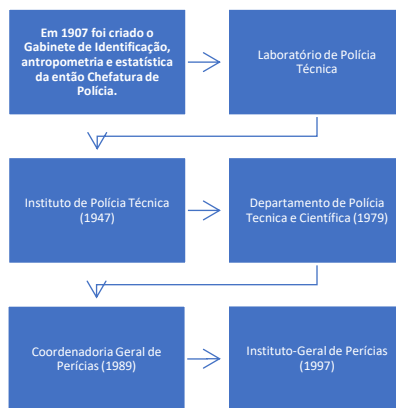 Em 1907 foi criado o
Gabinete de Identificação,
antropometria e estatística
da então Chefatura de
Polícia.
Laboratório de Polícia
Técnica
Instituto de Polícia Técnica
(1947)
Departamento de Polícia
Tecnica e Científica (1979)
Coordenadoria Geral de
Perícias (1989)
Instituto-Geral de Perícias
(1997)